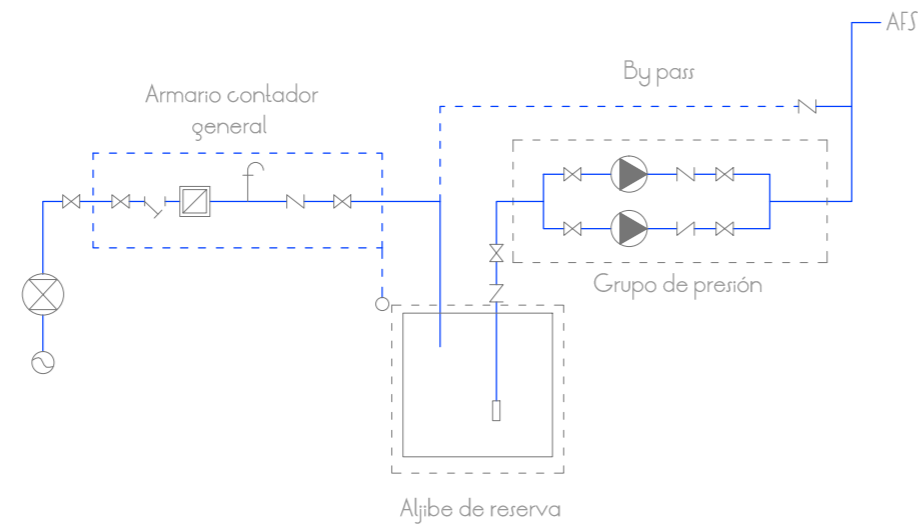 AFS
By pass
Armario contador
general
Grupo de presión
Aljibe de reserva